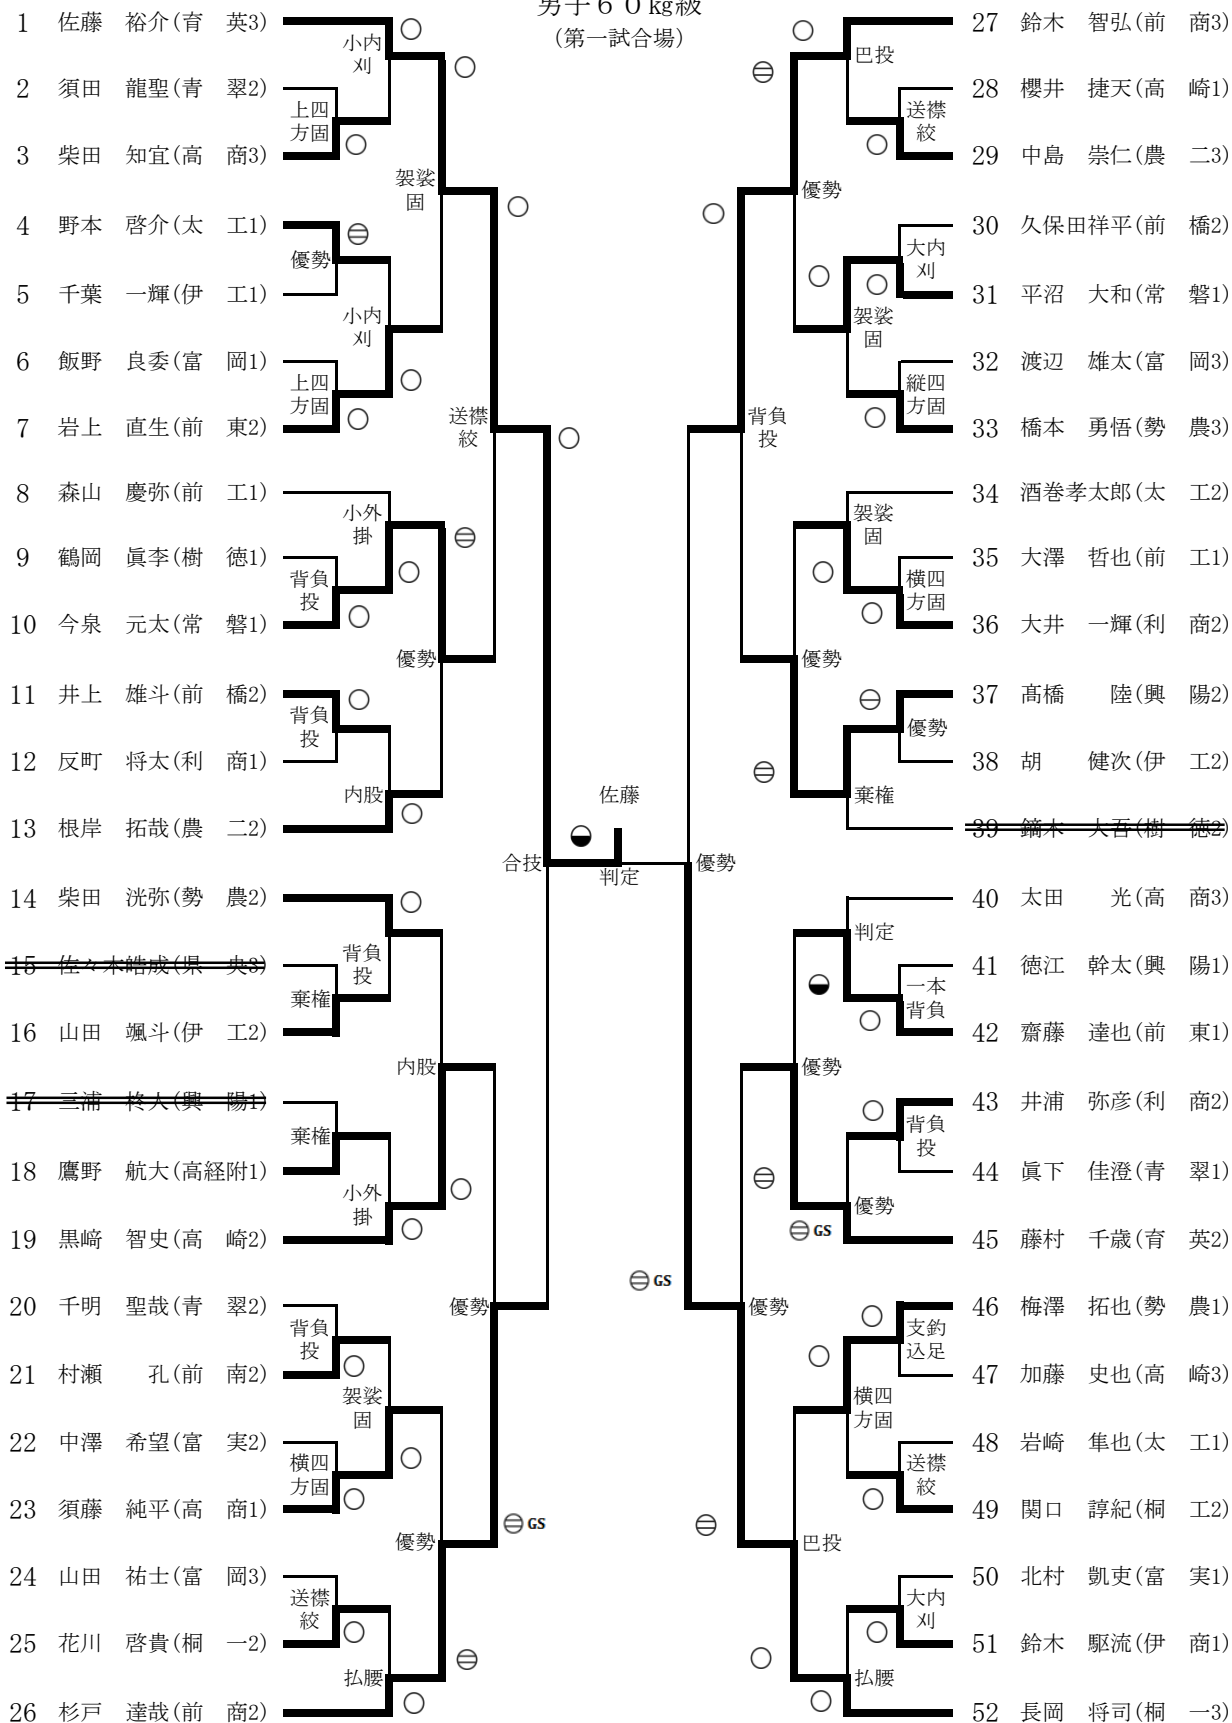 男子６０㎏級
(第一試合場)
1 佐藤 裕介(育 英3)
小内
刈
2 須田 龍聖(青 翠2)
上四
方固
3 柴田 知宜(高 商3)
袈裟
固
4 野本 啓介(太 工1)
優勢
5 千葉 一輝(伊 工1)
小内
刈
6 飯野 良委(富 岡1)
上四
方固
7 岩上 直生(前 東2)
送襟
絞
8 森山 慶弥(前 工1)
小外
掛
9 鶴岡 眞李(樹 徳1)
背負
投
10 今泉 元太(常 磐1)
優勢
11 井上 雄斗(前 橋2)
背負
投
12 反町 将太(利 商1)
内股
13 根岸 拓哉(農 二2)
合技
14 柴田 洸弥(勢 農2)
背負
投
15 佐々木皓成(県 央3)
棄権
16 山田 颯斗(伊 工2)
内股
17 三浦 柊人(興 陽1)
棄権
18 鷹野 航大(高経附1)
小外
掛
19 黒﨑 智史(高 崎2)
優勢
20 千明 聖哉(青 翠2)
背負
投
21 村瀬 孔(前 南2)
袈裟
固
22 中澤 希望(富 実2)
横四
方固
23 須藤 純平(高 商1)
GS
優勢
24 山田 祐士(富 岡3)
送襟
絞
25 花川 啓貴(桐 一2)
払腰
26 杉戸 達哉(前 商2)
佐藤
判定
27 鈴木 智弘(前 商3)
巴投
28 櫻井 捷天(高 崎1)
送襟
絞
29 中島 崇仁(農 二3)
優勢
30 久保田祥平(前 橋2)
大内
刈
31 平沼 大和(常 磐1)
袈裟
固
32 渡辺 雄太(富 岡3)
縦四
方固
33 橋本 勇悟(勢 農3)
背負
投
34 酒巻孝太郎(太 工2)
袈裟
固
35 大澤 哲也(前 工1)
横四
方固
36 大井 一輝(利 商2)
優勢
37 髙橋 陸(興 陽2)
優勢
38 胡 健次(伊 工2)
棄権
39 鏑木 大吾(樹 徳2)
優勢
40 太田 光(高 商3)
判定
41 徳江 幹太(興 陽1)
一本
背負
42 齋藤 達也(前 東1)
優勢
43 井浦 弥彦(利 商2)
背負
投
44 眞下 佳澄(青 翠1)
優勢
GS
45 藤村 千歳(育 英2)
GS
優勢
46 梅澤 拓也(勢 農1)
支釣
込足
47 加藤 史也(高 崎3)
横四
方固
48 岩崎 隼也(太 工1)
送襟
絞
49 関口 諄紀(桐 工2)
巴投
50 北村 凱吏(富 実1)
大内
刈
51 鈴木 駆流(伊 商1)
払腰
52 長岡 将司(桐 一3)